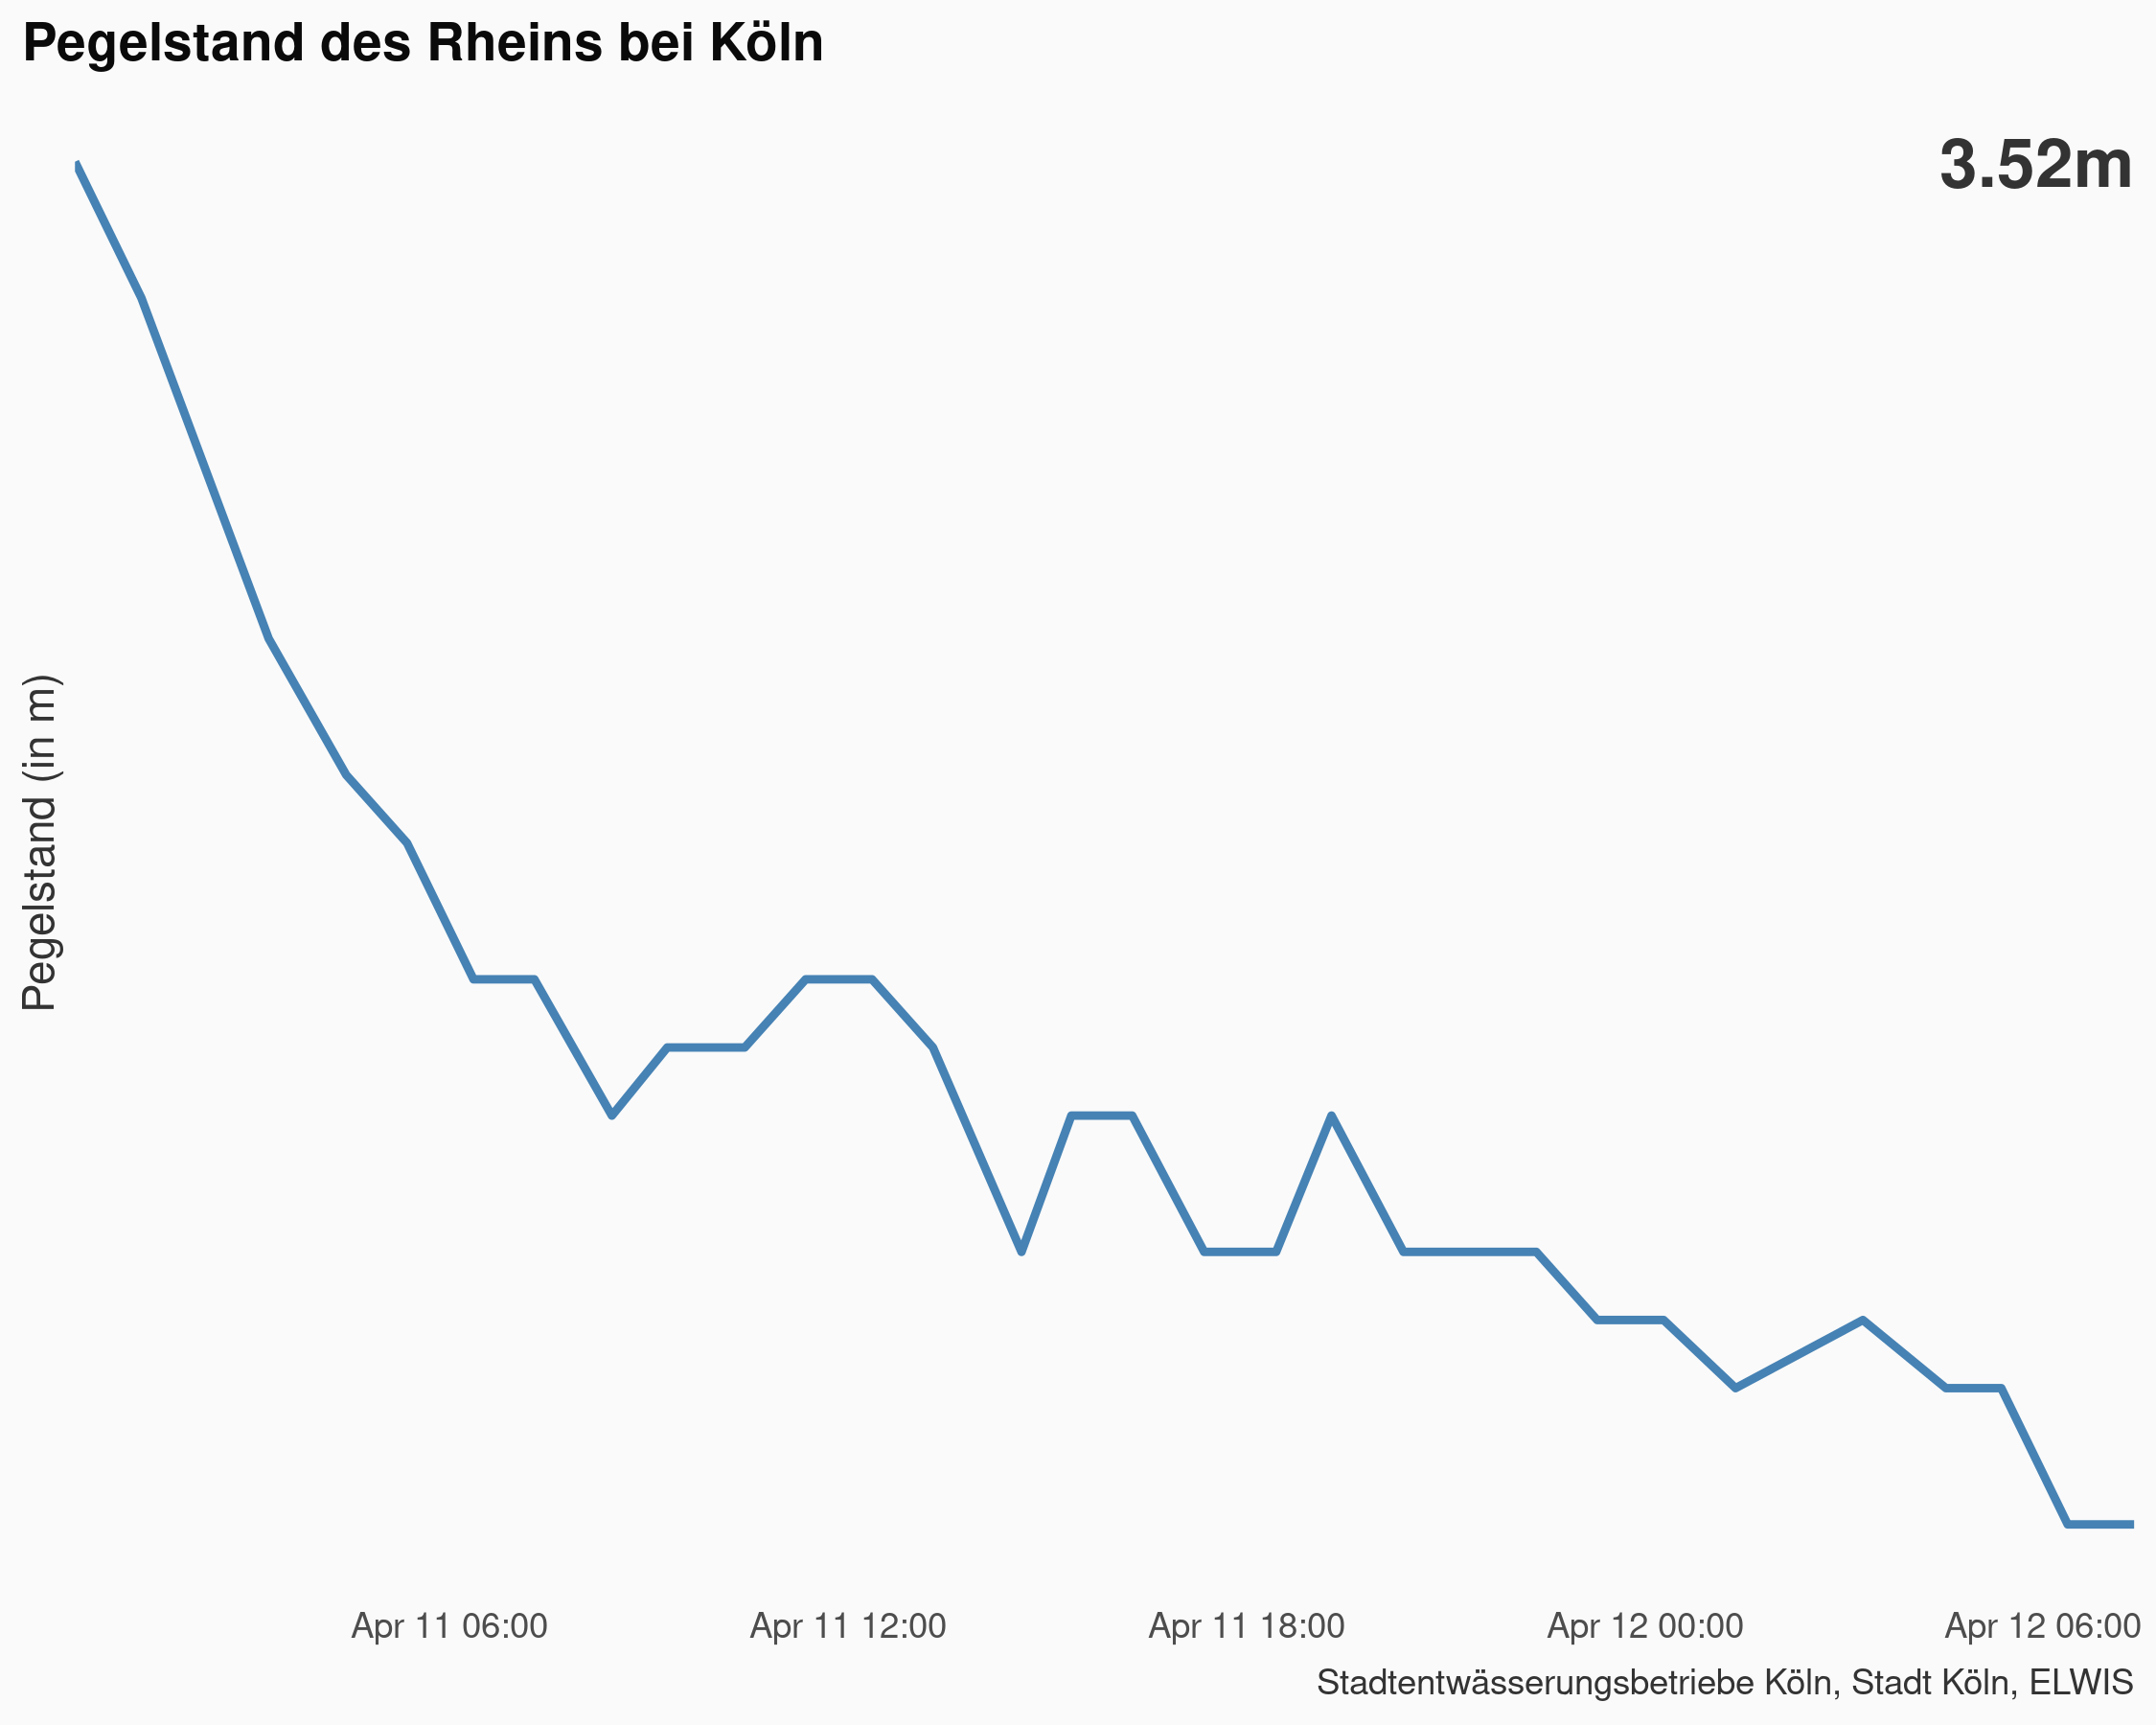 Pegelstand des Rheins bei Köln
3.52m
Pegelstand (in m)
Apr 11 06:00 Apr 11 12:00 Apr 11 18:00 Apr 12 00:00 Apr 12 06:00
Stadtentwässerungsbetriebe Köln, Stadt Köln, ELWIS